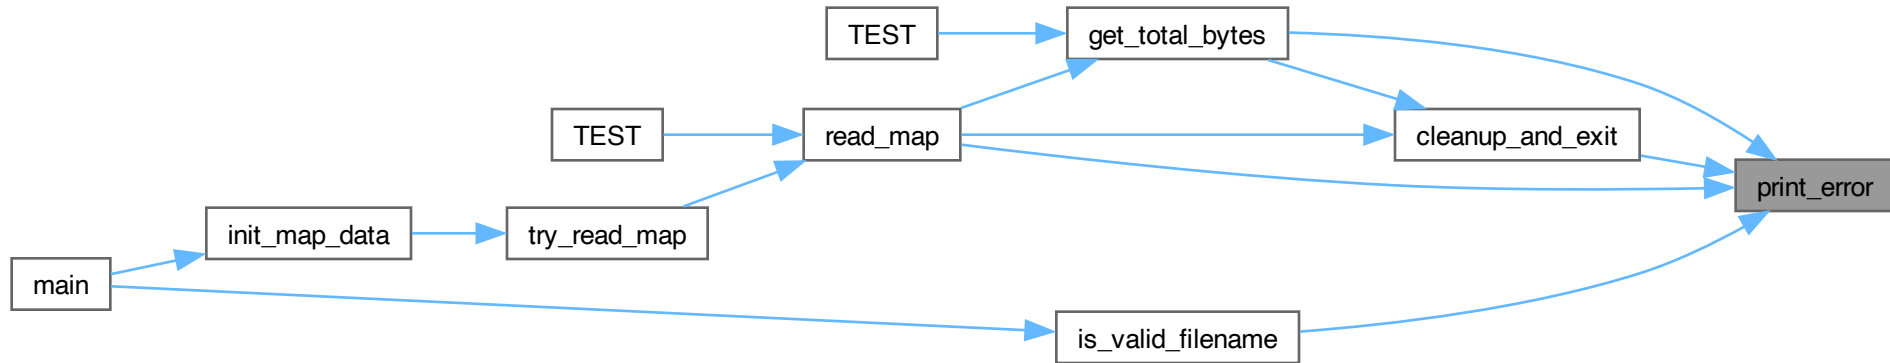 TEST
get_total_bytes
TEST
read_map
cleanup_and_exit
print_error
init_map_data
try_read_map
main
is_valid_filename